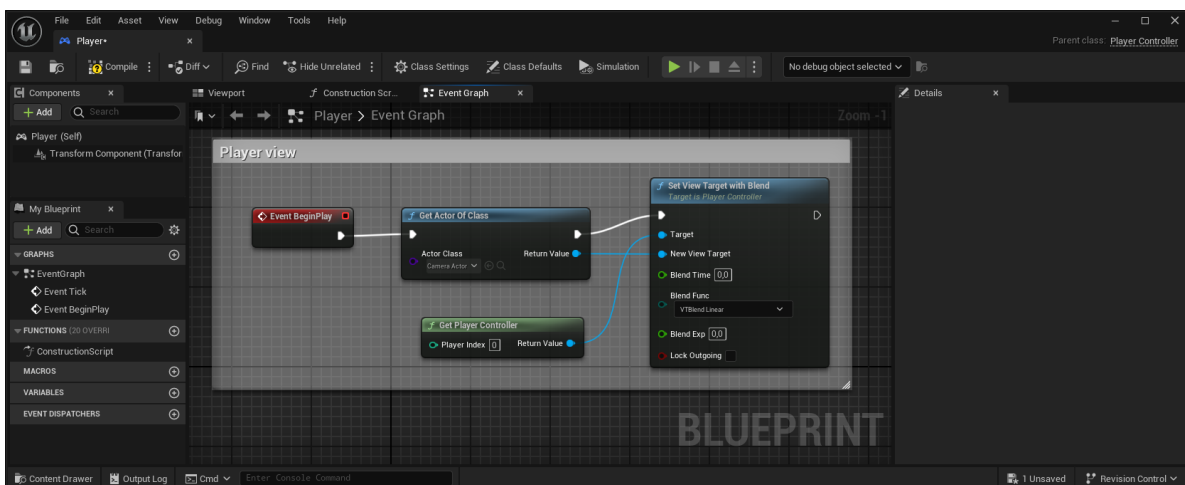 File Edit Asset View Debug Window Tools Help
Player•
Parent class: Player Controller
Compile Diff Find Hide Unrelated Class Settings Class Defaults Simulation No debug object selected
Components
Add Search
Player (Self)
Transform Component (Transfor
My Blueprint
Add Search
GRAPHS
EventGraph
Event Tick
Event BeginPlay
FUNCTIONS (20 OVERRI
ConstructionScript
MACROS
VARIABLES
EVENT DISPATCHERS
Viewport Construction Scr... Event Graph
Player > Event Graph Zoom -1
Player view
Event BeginPlay
Get Actor Of Class
Actor Class Return Value
Camera Actor
Get Player Controller
Player Index 0 Return Value
Set View Target with Blend
Target is Player Controller
Target
New View Target
Blend Time 0,0
Blend Func
VTBlend Linear
Blend Exp 0,0
Lock Outgoing
BLUEPRINT
Details
Content Drawer Output Log Cmd Enter Console Command 1 Unsaved Revision Control